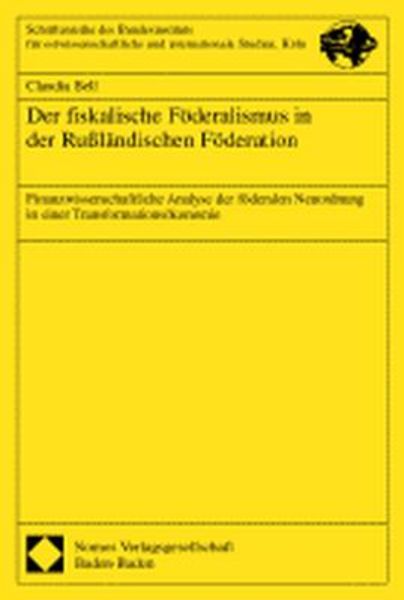 Schriftenreihe des Bundesinstituts
für ostwissenschaftliche und internationale Studien, Köln
Claudia Bell
Der fiskalische Föderalismus in
der Rußländischen Föderation
Finanzwissenschaftliche Analyse der föderalen Neuordnung
in einer Transformationsökonomie
Nomos Verlagsgesellschaft
Baden-Baden